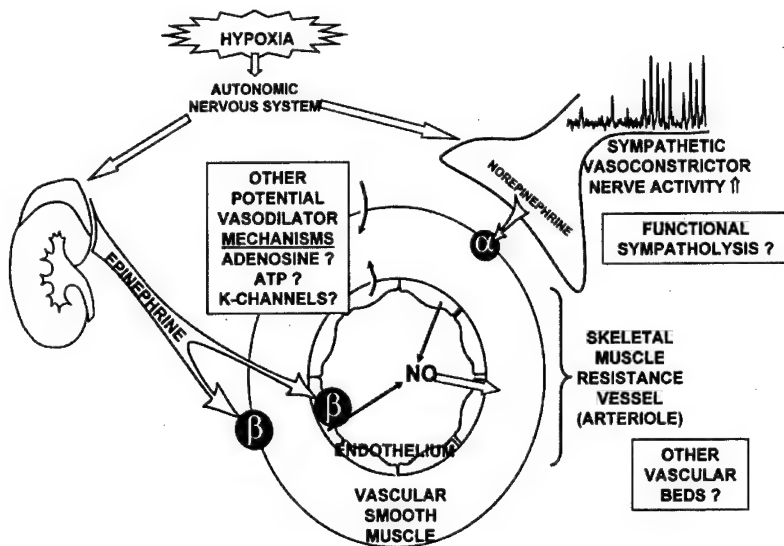 HYPOXIA
AUTONOMIC
NERVOUS SYSTEM
SYMPATHETIC
VASOCONSTRICTOR
NERVE ACTIVITY ⇑
NOREPINEPHRINE
α
FUNCTIONAL
SYMPATHOLYSIS ?
OTHER
POTENTIAL
VASODILATOR
MECHANISMS
ADENOSINE ?
ATP ?
K-CHANNELS?
EPINEPHRINE
β
β
NO
ENDOTHELIUM
VASCULAR
SMOOTH
MUSCLE
SKELETAL
MUSCLE
RESISTANCE
VESSEL
(ARTERIOLE)
OTHER
VASCULAR
BEDS ?